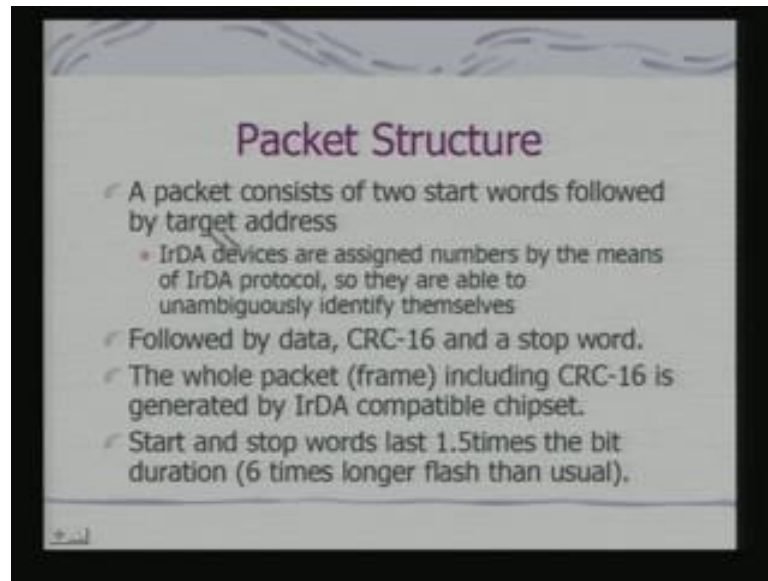 Packet Structure
A packet consists of two start words followed
by target address
IrDA devices are assigned numbers by the means
of IrDA protocol, so they are able to
unambiguously identify themselves
Followed by data, CRC-16 and a stop word.
The whole packet (frame) including CRC-16 is
generated by IrDA compatible chipset.
Start and stop words last 1.5times the bit
duration (6 times longer flash than usual).